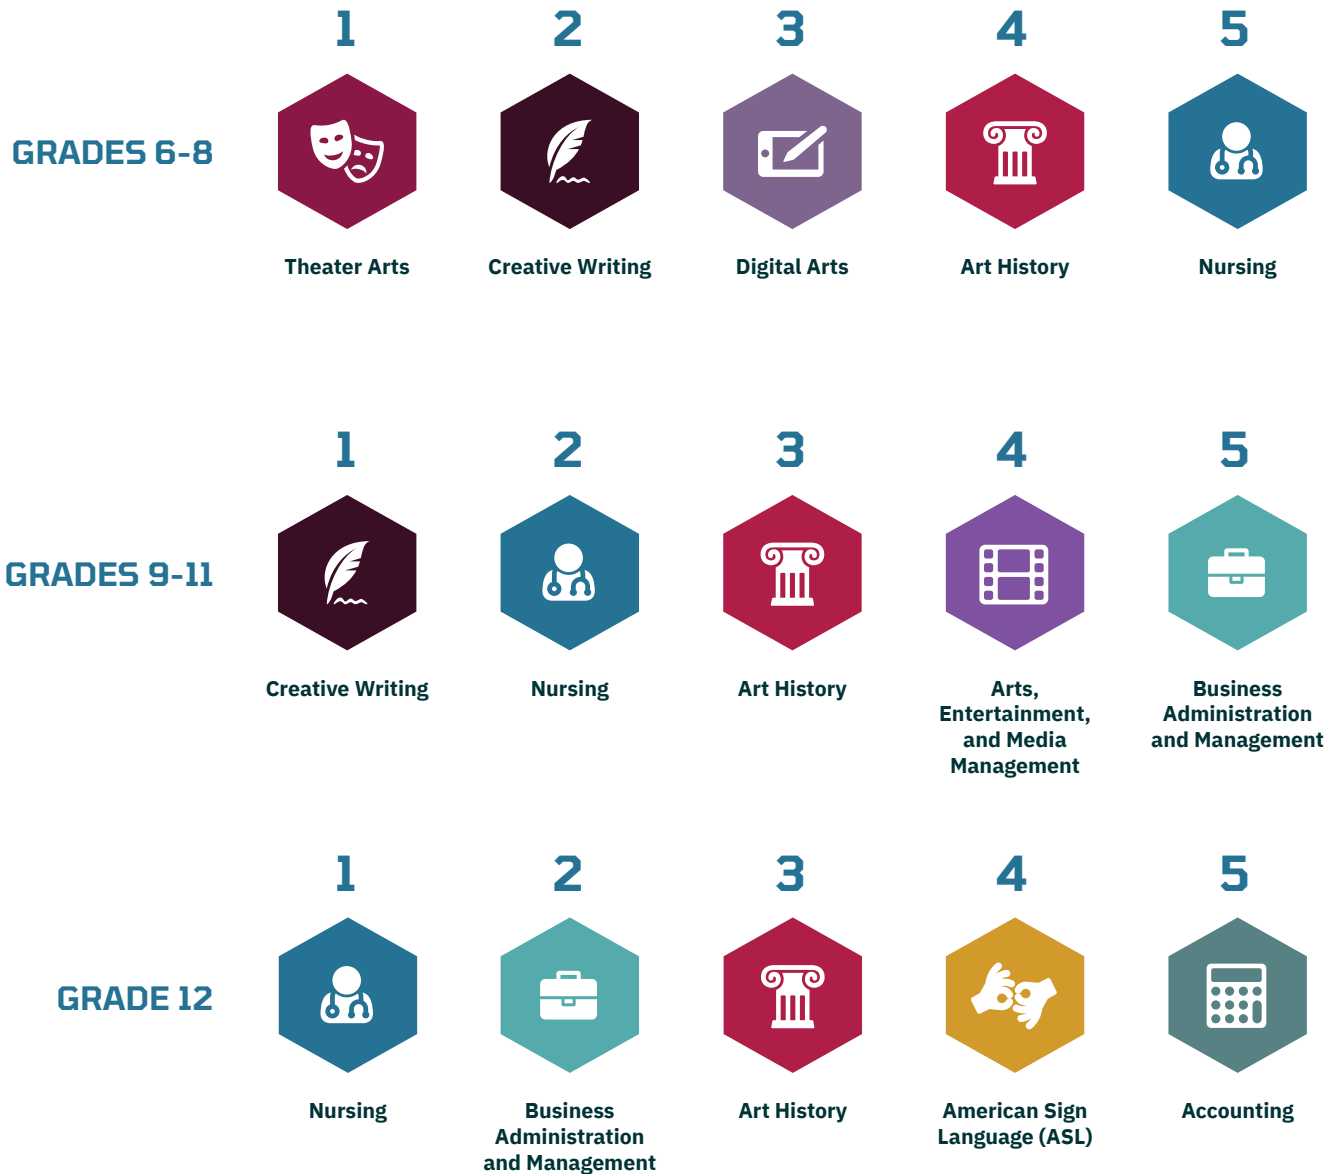 1 2 3 4 5
GRADES 6-8
Theater Arts Creative Writing Digital Arts Art History Nursing
1 2 3 4 5
GRADES 9-11
Creative Writing
Nursing
Art History
Arts,
Entertainment,
and Media
Management
Business
Administration
and Management
1 2 3 4 5
GRADE 12
Nursing
Business
Administration
and Management
Art History
American Sign
Language (ASL)
Accounting